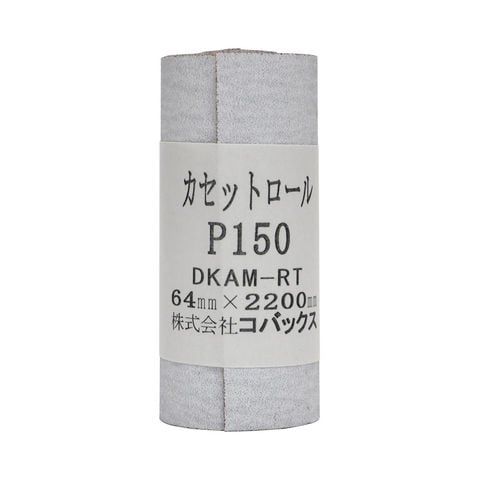 カセットロール
P150
DKAM-RT
64mm×2200mm
株式会社コバックス